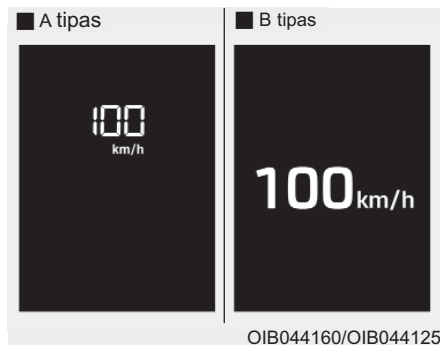 ■ A tipas
■ B tipas
100
km/h
100km/h
OIB044160/OIB044125